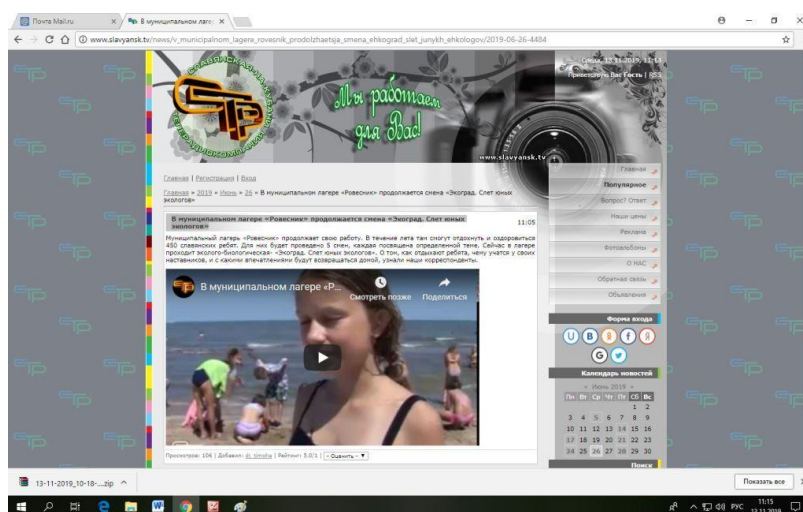 Почта Mail.ru
В муниципальном лаге
www.slavyansk.tv/news/v_municipalnom_lagere_rovesnik_prodolzhaetsja_smena_ehkograd_slet_junykh_ehkologov/2019-06-26-4484
СЛАВЯНСК-НА-КУБАНИ
ТЕЛЕРАДИОКОМПАНИЯ
Мы работаем
для Вас!
www.slavyansk.tv
Среда, 13.11.2019, 11:14
Приветствую Вас Гость | RSS
Главная | Регистрация | Вход
Главная » 2019 » Июнь » 26 » В муниципальном лагере «Ровесник» продолжается смена «Экоград. Слет юных
экологов»
В муниципальном лагере «Ровесник» продолжается смена «Экоград. Слет юных
экологов»
11:05
Муниципальный лагерь «Ровесник» продолжает свою работу. В течение лета там смогут отдохнуть и оздоровиться
450 славянских ребят. Для них будет проведено 5 смен, каждая посвящена определенной теме. Сейчас в лагере
проходит эколого-биологическая- «Экоград. Слет юных экологов». О том, как отдыхают ребята, чему учатся у своих
наставников, и с какими впечатлениями будут возвращаться домой, узнали наши корреспонденты.
В муниципальном лагере «Р...
Смотреть позже
Поделиться
Просмотров: 106 | Добавил: dj_timoha | Рейтинг: 5.0/1 | - Оценить -
Главная
Популярное
Вопрос? Ответ
Наши цены
Реклама
Фотоальбомы
О НАС
Обратная связь
Объявления
Форма входа
Календарь новостей
« Июнь 2019 »
Пн Вт Ср Чт Пт Сб Вс
1 2
3 4 5 6 7 8 9
10 11 12 13 14 15 16
17 18 19 20 21 22 23
24 25 26 27 28 29 30
Поиск
13-11-2019_10-18-....zip
Показать все
РУС
11:15
13.11.2019